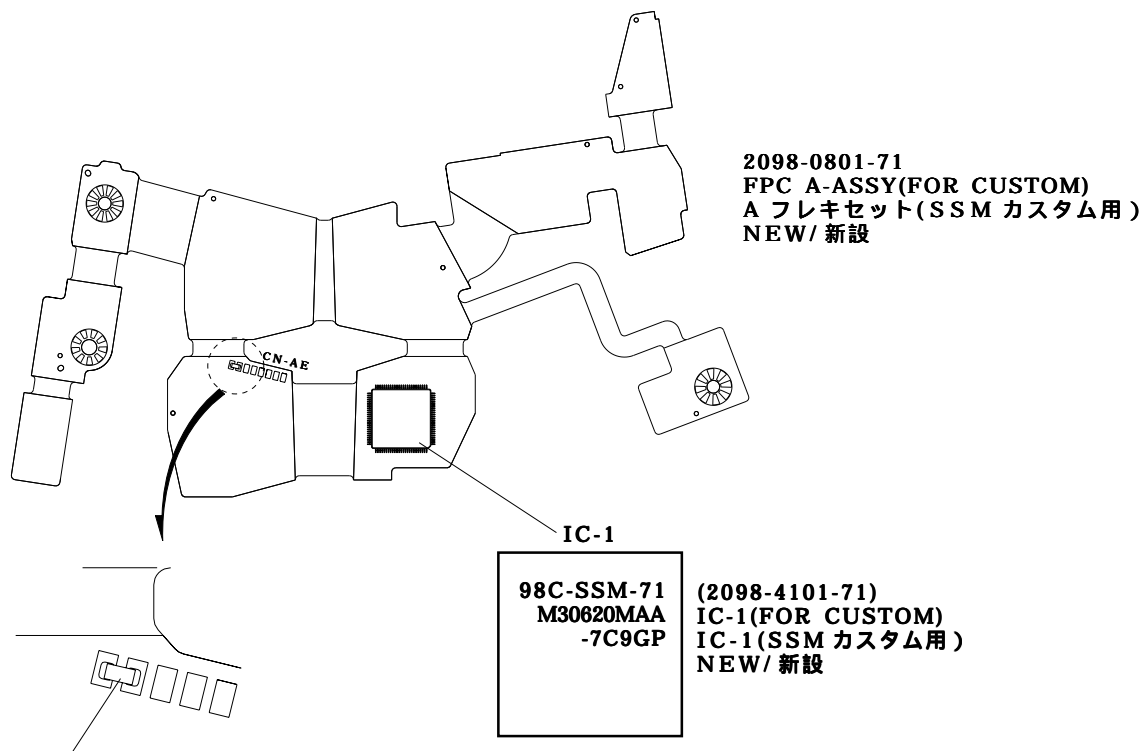 2098-0801-71
FPC A-ASSY(FOR CUSTOM)
A フレキセット(SSM カスタム用)
NEW/新設
CN-AE
IC-1
98C-SSM-71
M30620MAA
-7C9GP
(2098-4101-71)
IC-1(FOR CUSTOM)
IC-1(SSM カスタム用)
NEW/新設